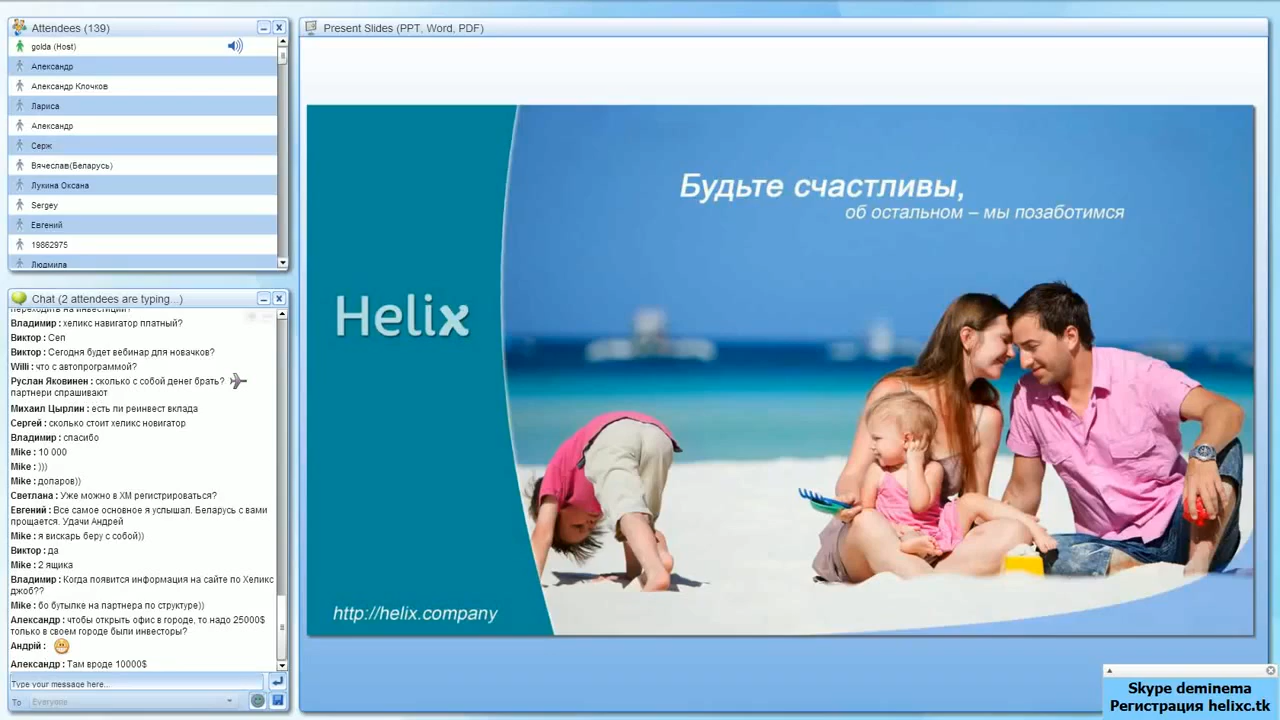 Attendees (139)
golda (Host)
Александр
Александр Клочков
Лариса
Александр
Серж
Вячеслав(Беларусь)
Лукина Оксана
Sergey
Евгений
19862975
Людмила
Chat (2 attendees are typing...)
переходить на инвестиции?
Владимир : хеликс навигатор платный?
Виктор : Сеп
Виктор : Сегодня будет вебинар для новачков?
Willi : что с автопрограммой?
Руслан Яковинен : сколько с собой денег брать?
партнери спрашивают
Михаил Цырлин : есть ли реинвест вклада
Сергей : сколько стоит хеликс новигатор
Владимир : спасибо
Mike : 10 000
Mike : )))
Mike : доларов))
Светлана : Уже можно в ХМ регистрироваться?
Евгений : Все самое основное я услышал. Беларусь с вами
прощается. Удачи Андрей
Mike : я вискарь беру с собой))
Виктор : да
Mike : 2 ящика
Владимир : Когда появится информация на сайте по Хеликс
джоб??
Mike : бо бутылке на партнера по структуре))
Александр : чтобы открыть офис в городе, то надо 25000$
только в своем городе были инвесторы?
Андрій :
Александр : Там вроде 10000$
Type your message here...
To Everyone
Present Slides (PPT, Word, PDF)
Будьте счастливы,
об остальном – мы позаботимся
Helix
http://helix.company
Skype deminema
Регистрация helixc.tk